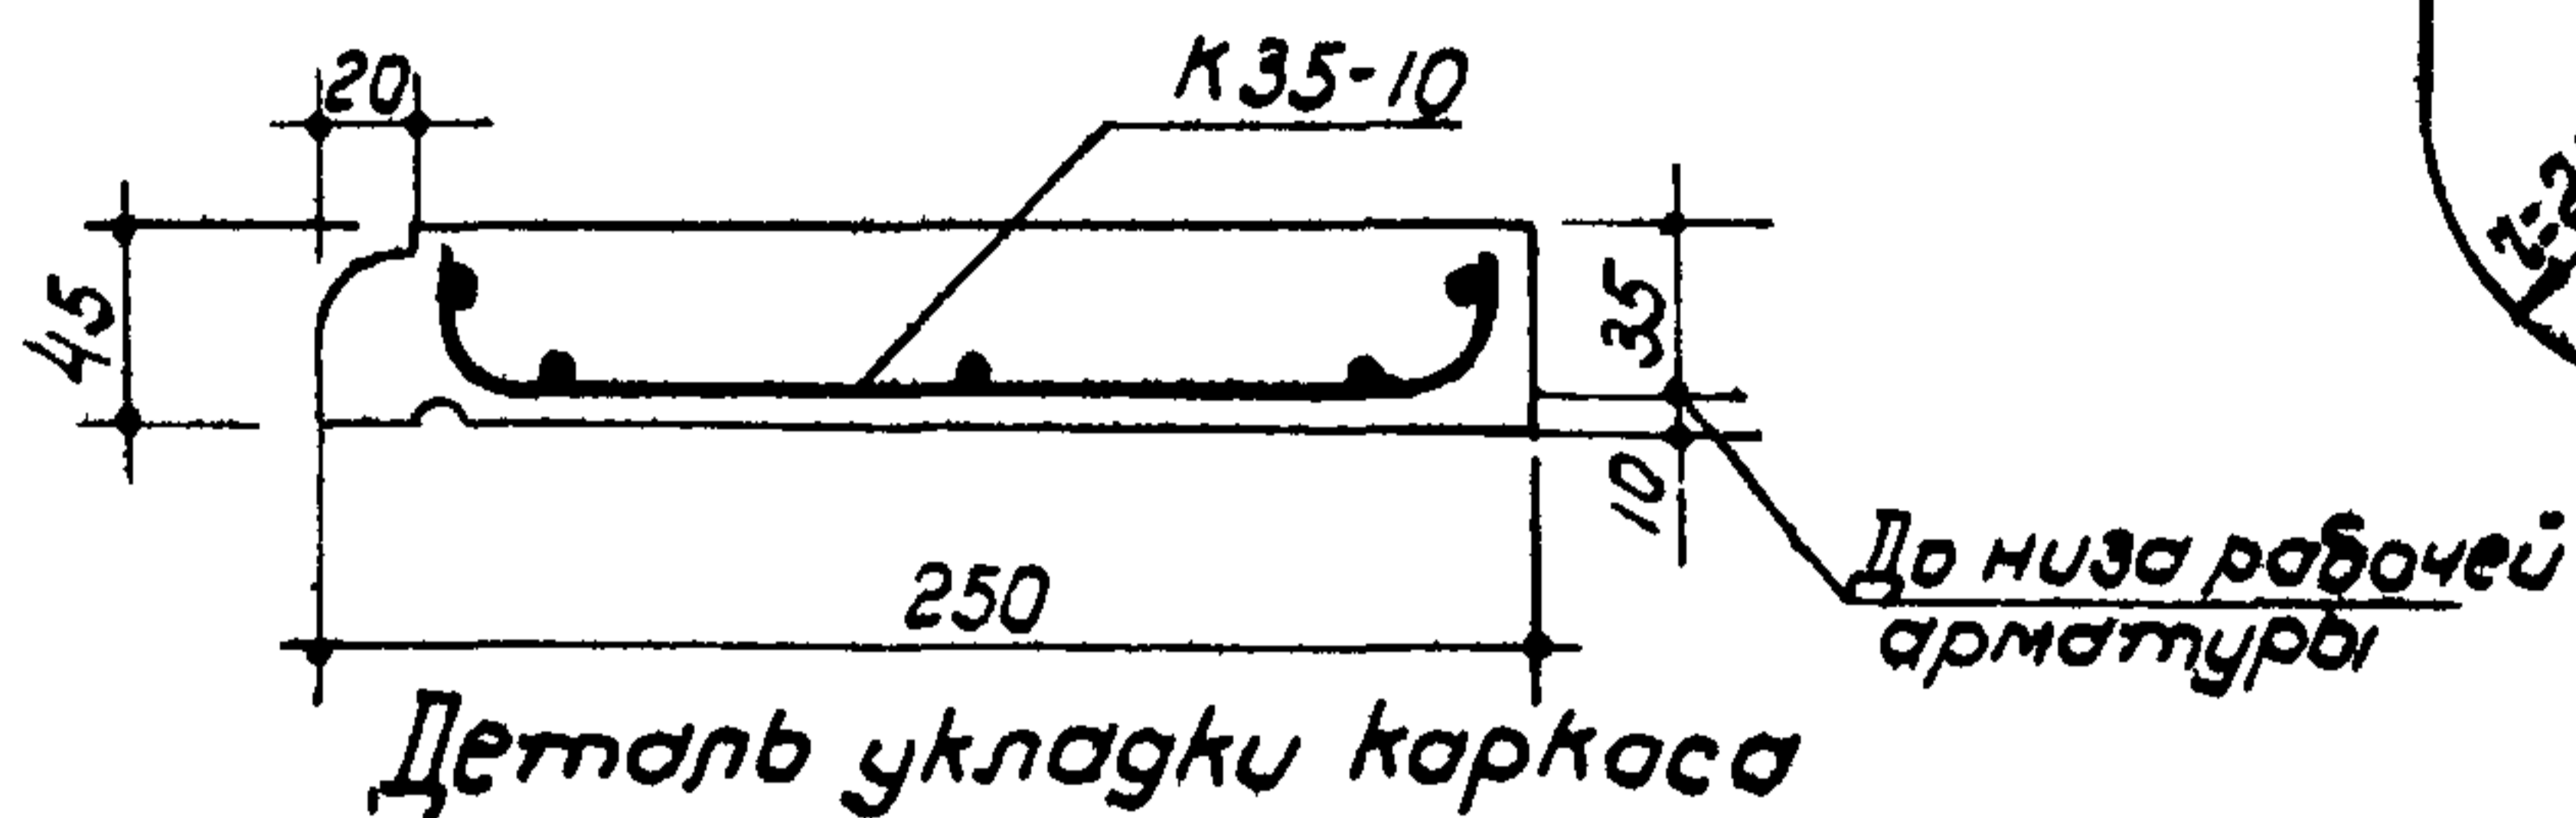 20
К35-10
45
35
10
250
До низа рабочей
арматуры
Деталь укладки каркаса